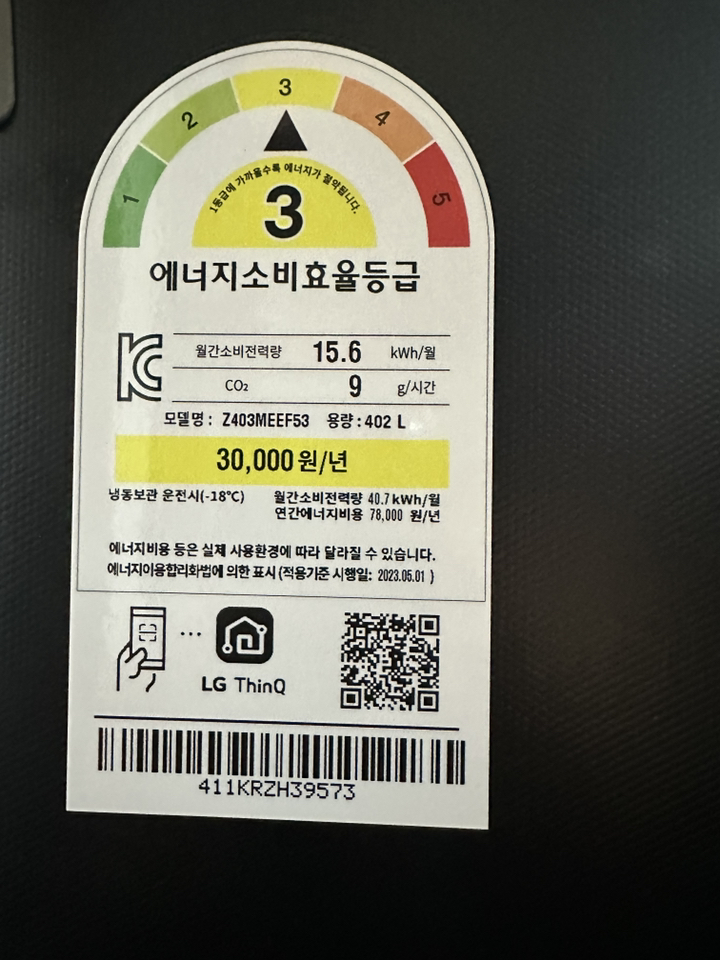 1 2 3 4 5
1등급에 가까울수록 에너지가 절약됩니다.
3
에너지소비효율등급
월간소비전력량 15.6 kWh/월
CO₂ 9 g/시간
모델명 : Z403MEEF53 용량 : 402 L
30,000원/년
냉동보관 운전시(-18℃) 월간소비전력량 40.7 kWh/월
연간에너지비용 78,000 원/년
에너지비용 등은 실제 사용환경에 따라 달라질 수 있습니다.
에너지이용합리화법에 의한 표시 (적용기준 시행일: 2023.05.01 )
LG ThinQ
411KRZH39573